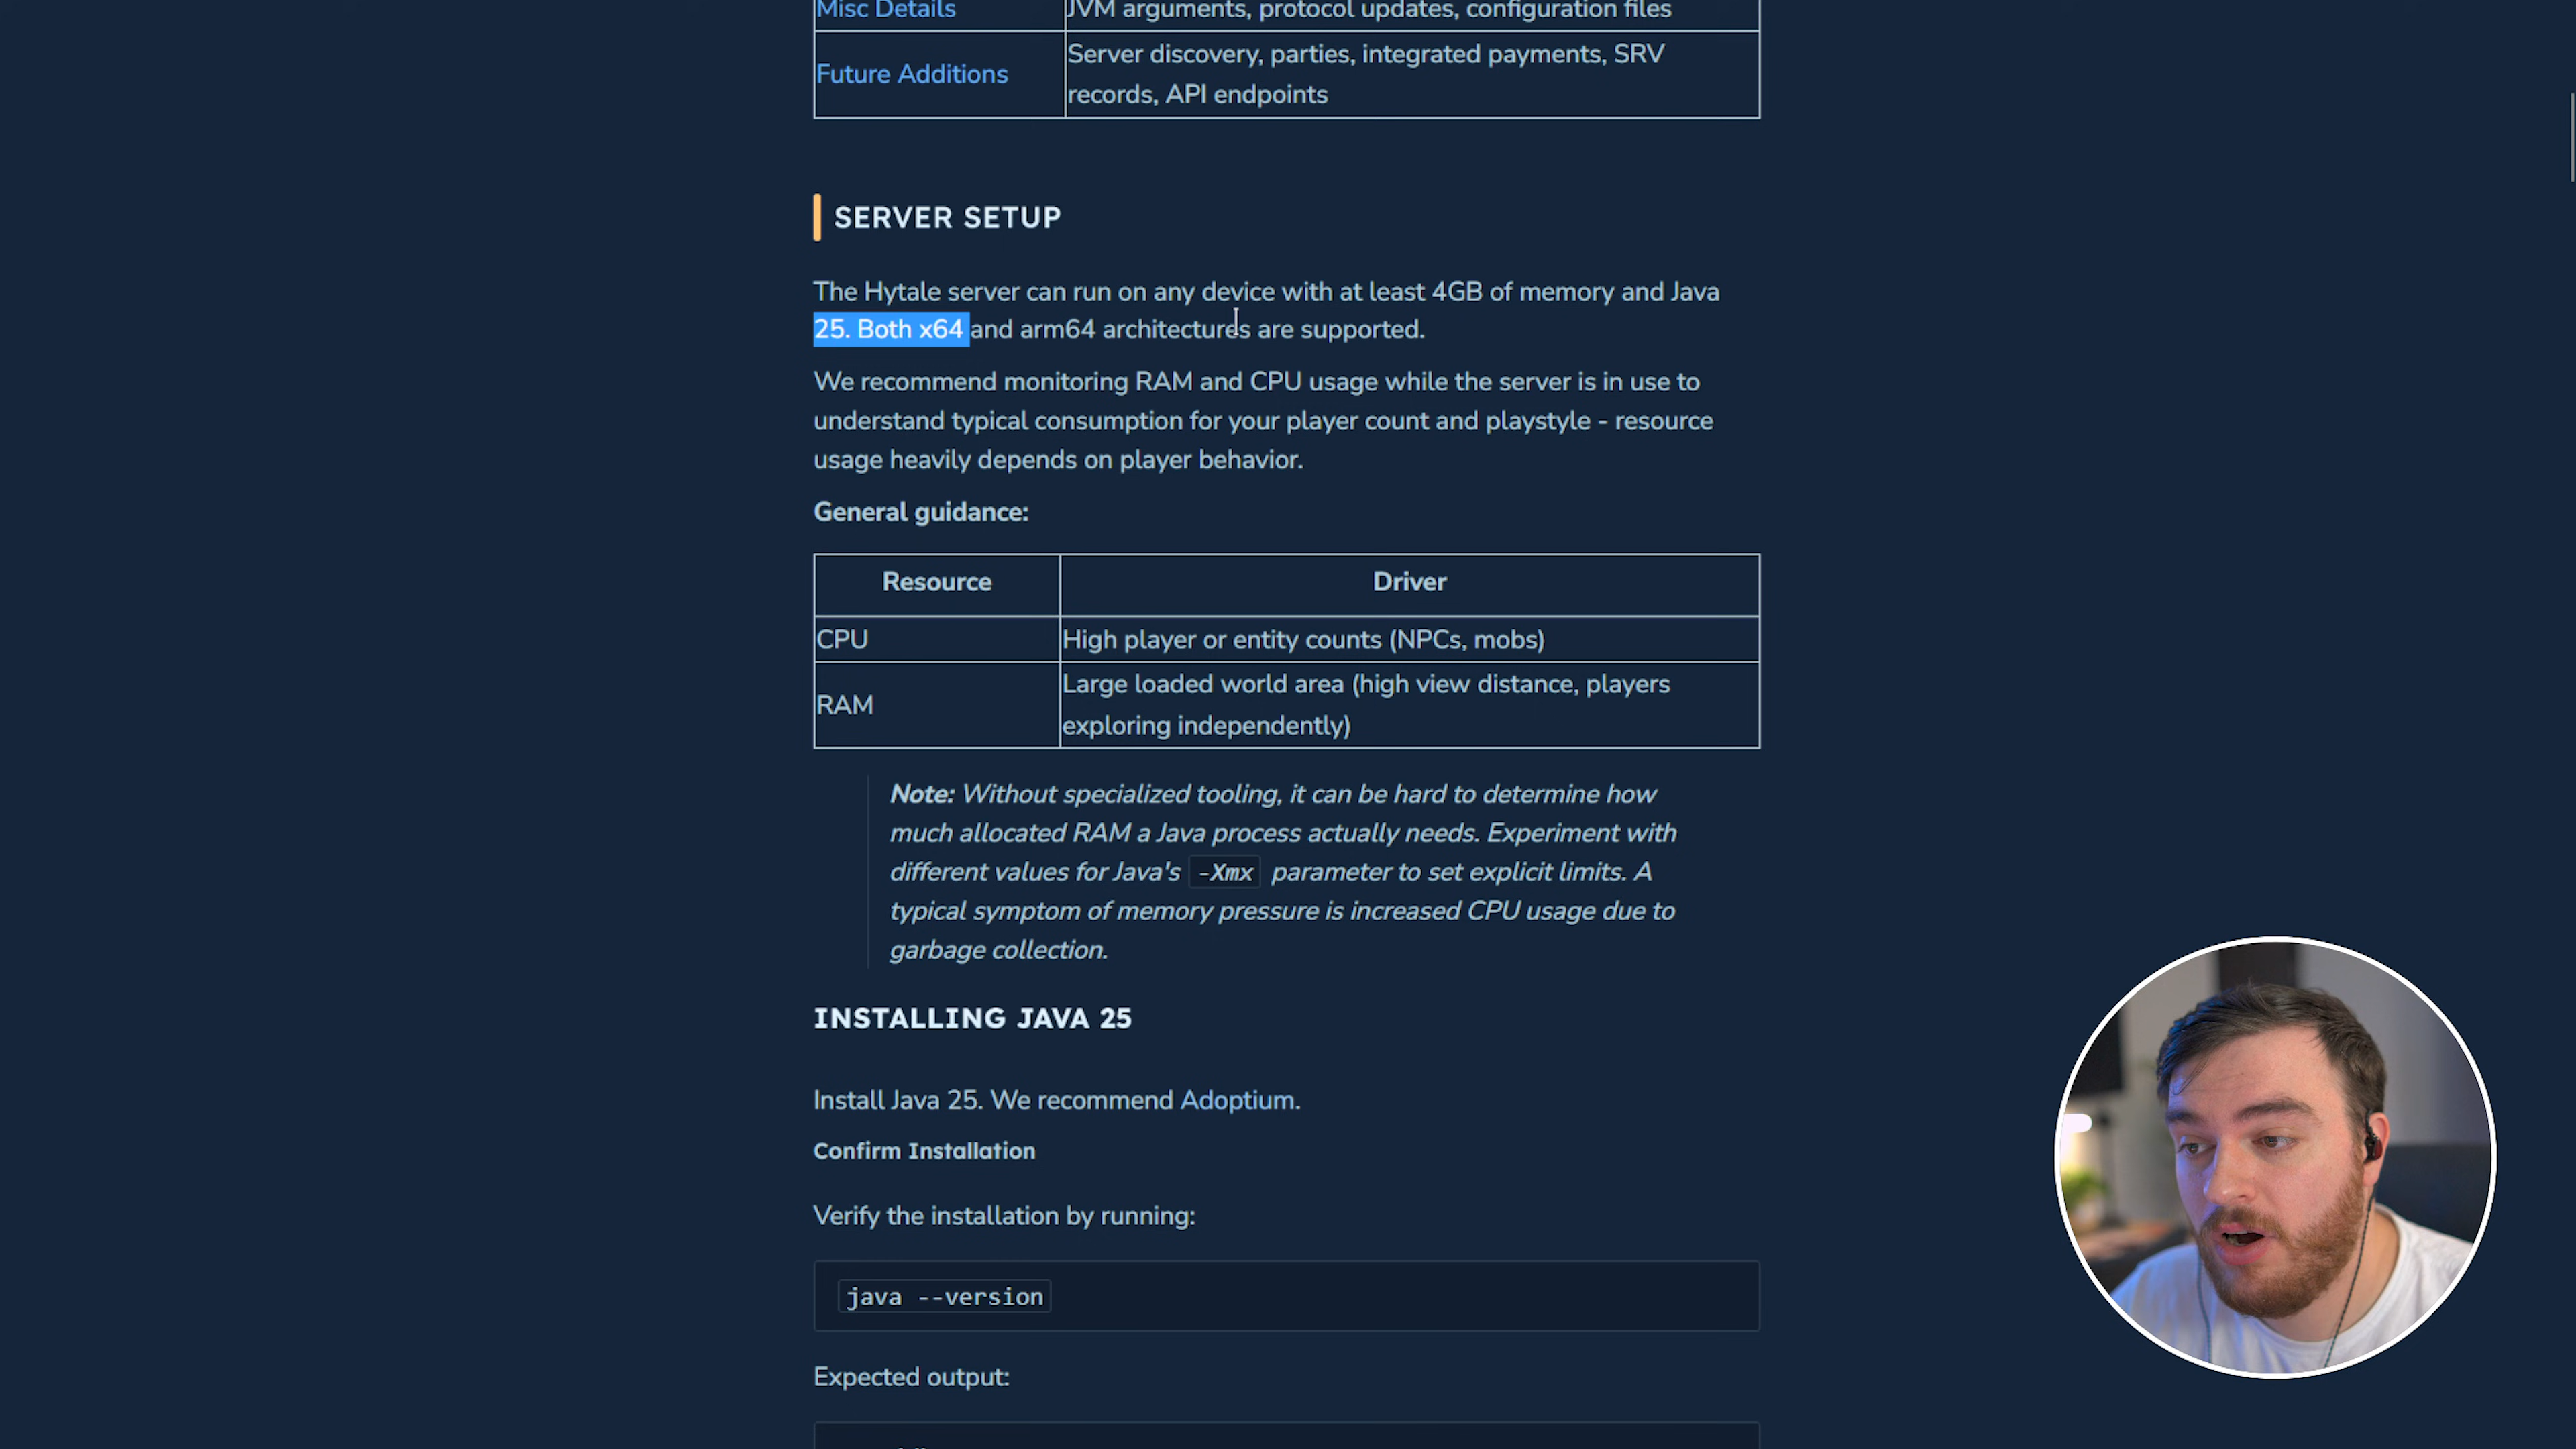 Misc Details
JVM arguments, protocol updates, configuration files
Future Additions
Server discovery, parties, integrated payments, SRV
records, API endpoints
SERVER SETUP
The Hytale server can run on any device with at least 4GB of memory and Java
25. Both x64 and arm64 architectures are supported.
We recommend monitoring RAM and CPU usage while the server is in use to
understand typical consumption for your player count and playstyle - resource
usage heavily depends on player behavior.
General guidance:
Resource
Driver
CPU
High player or entity counts (NPCs, mobs)
RAM
Large loaded world area (high view distance, players
exploring independently)
Note: Without specialized tooling, it can be hard to determine how
much allocated RAM a Java process actually needs. Experiment with
different values for Java's -Xmx parameter to set explicit limits. A
typical symptom of memory pressure is increased CPU usage due to
garbage collection.
INSTALLING JAVA 25
Install Java 25. We recommend Adoptium.
Confirm Installation
Verify the installation by running:
java --version
Expected output: